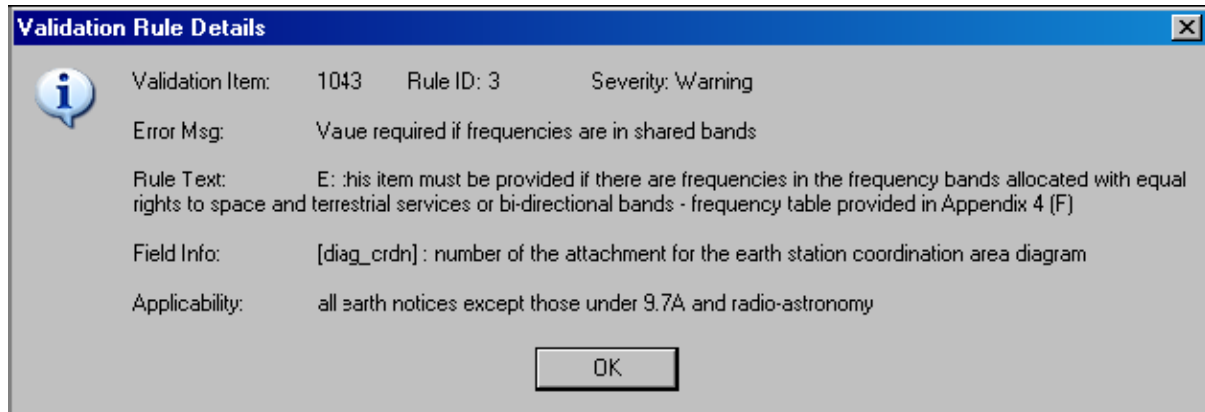 Validation Rule Details
Validation Item: 1043 Rule ID: 3 Severity: Warning
Error Msg: Vaue required if frequencies are in shared bands
Rule Text: E: :his item must be provided if there are frequencies in the frequency bands allocated with equal
rights to space and terrestrial services or bi-directional bands - frequency table provided in Appendix 4 (F)
Field Info: [diag_crdn] : number of the attachment for the earth station coordination area diagram
Applicability: all earth notices except those under 9.7A and radio-astronomy
OK